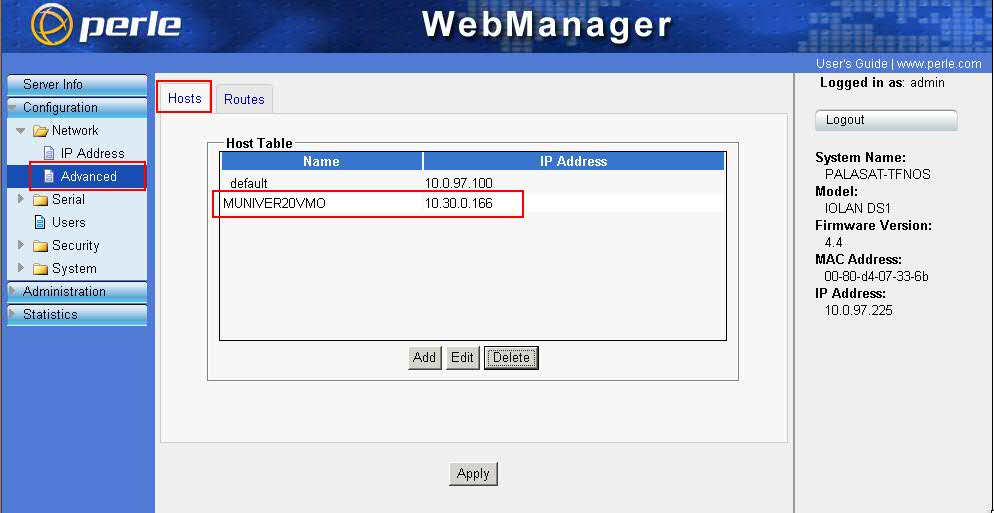 perle
WebManager
User's Guide | www.perle.com
Server Info
Configuration
Network
IP Address
Advanced
Serial
Users
Security
System
Administration
Statistics
Hosts
Routes
Host Table
Name IP Address
default 10.0.97.100
MUNIVER20VMO 10.30.0.166
Add Edit Delete
Apply
Logged in as: admin
Logout
System Name:
PALASAT-TFNOS
Model:
IOLAN DS1
Firmware Version:
4.4
MAC Address:
00-80-d4-07-33-6b
IP Address:
10.0.97.225